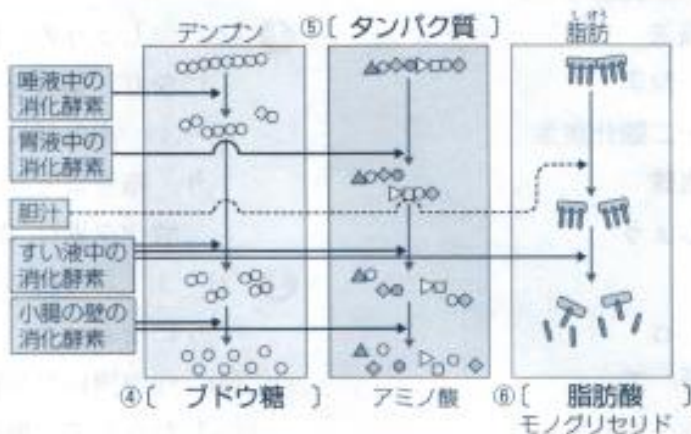 デンプン
⑤〔 タンパク質 〕
しぼう
脂肪
唾液中の
消化酵素
胃液中の
消化酵素
胆汁
すい液中の
消化酵素
小腸の壁の
消化酵素
④〔 ブドウ糖 〕
アミノ酸
⑥〔 脂肪酸 〕
モノグリセリド